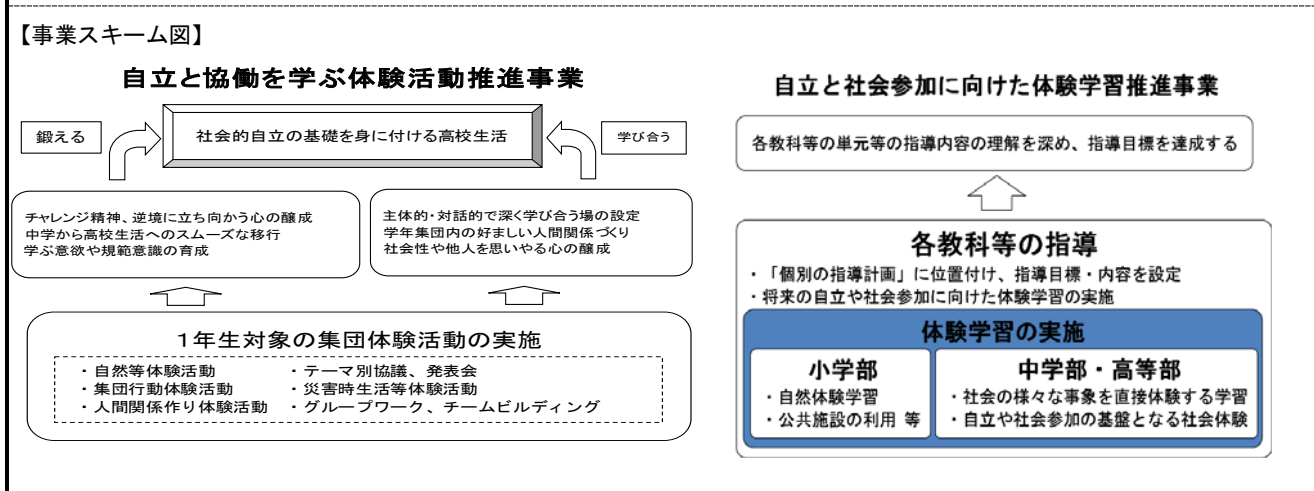 【事業スキーム図】
自立と協働を学ぶ体験活動推進事業
鍛える
社会的自立の基礎を身に付ける高校生活
学び合う
チャレンジ精神、逆境に立ち向かう心の醸成
中学から高校生活へのスムーズな移行
学ぶ意欲や規範意識の育成
主体的・対話的で深く学び合う場の設定
学年集団内の好ましい人間関係づくり
社会性や他人を思いやる心の醸成
1年生対象の集団体験活動の実施
・自然等体験活動
・集団行動体験活動
・人間関係作り体験活動
・テーマ別協議、発表会
・災害時生活等体験活動
・グループワーク、チームビルディング
自立と社会参加に向けた体験学習推進事業
各教科等の単元等の指導内容の理解を深め、指導目標を達成する
各教科等の指導
・「個別の指導計画」に位置付け、指導目標・内容を設定
・将来の自立や社会参加に向けた体験学習の実施
体験学習の実施
小学部
・自然体験学習
・公共施設の利用 等
中学部・高等部
・社会の様々な事象を直接体験する学習
・自立や社会参加の基盤となる社会体験